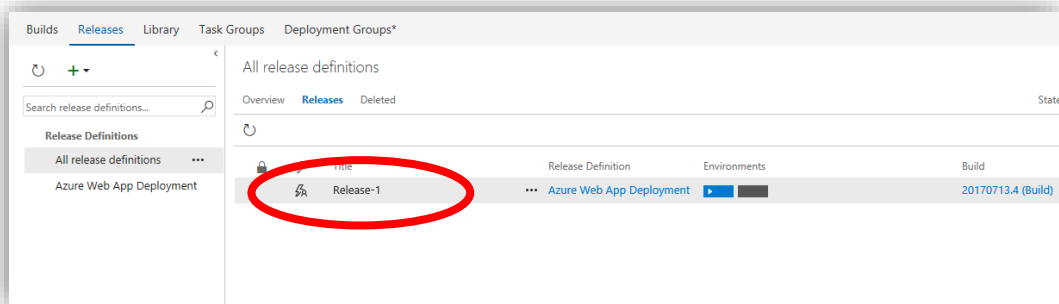 Builds Releases Library Task Groups Deployment Groups*
All release definitions
Search release definitions...
Overview Releases Deleted State
Release Definitions
All release definitions ...
Azure Web App Deployment
Title Release Definition Environments Build
Release-1 ... Azure Web App Deployment 20170713.4 (Build)